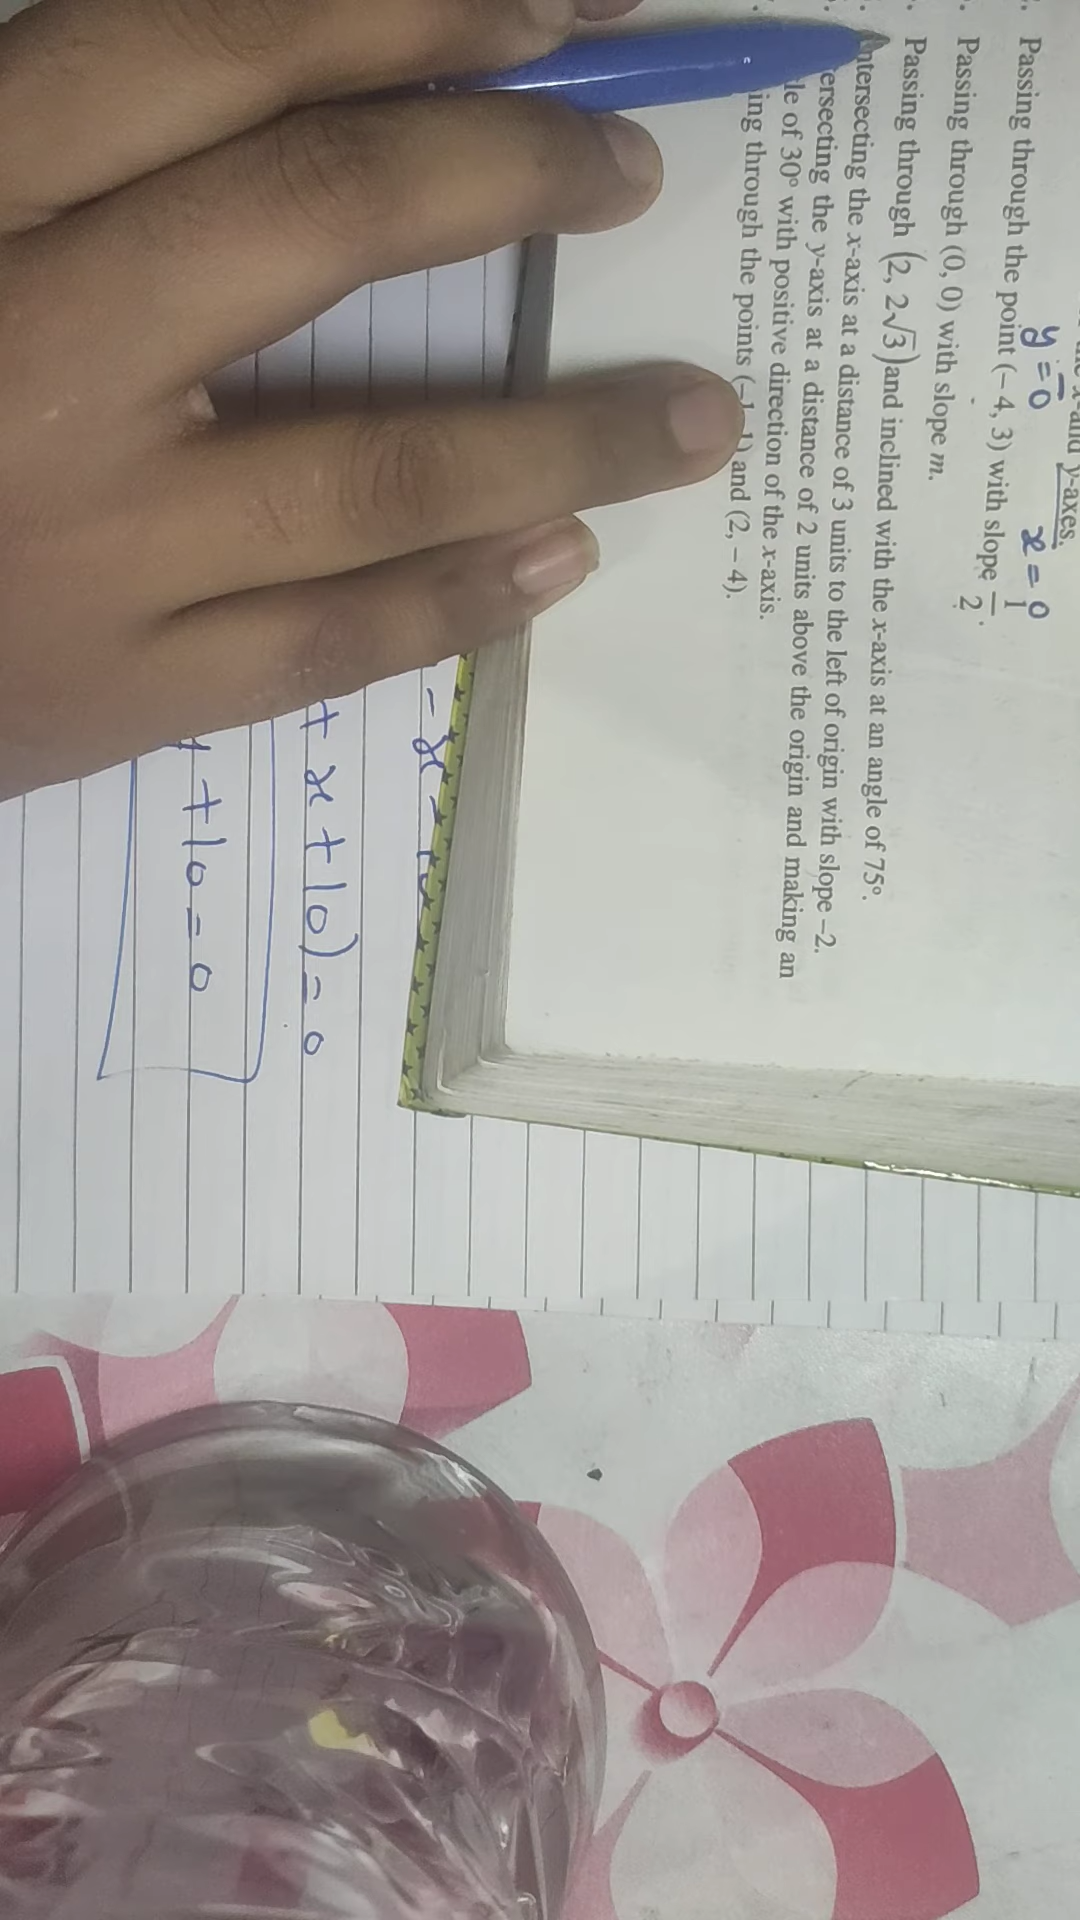 y-axes.
y = 0 x = 0
Passing through the point (– 4, 3) with slope 1/2.
Passing through (0, 0) with slope m.
Passing through (2, 2√3) and inclined with the x-axis at an angle of 75°.
ntersecting the x-axis at a distance of 3 units to the left of origin with slope –2.
ersecting the y-axis at a distance of 2 units above the origin and making an
le of 30° with positive direction of the x-axis.
ing through the points (–1, 1) and (2, – 4).
+ x + 10) = 0
+ 10 = 0